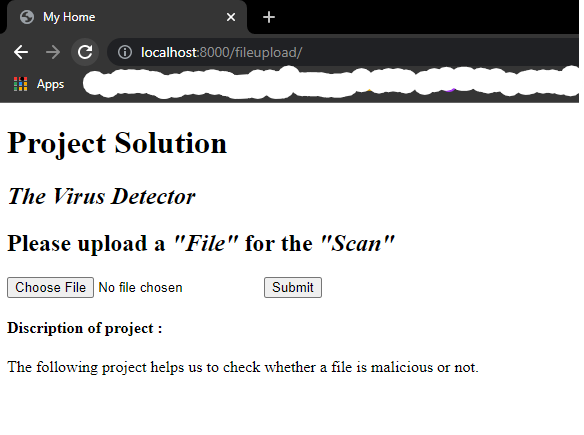 My Home
localhost:8000/fileupload/
Apps
Project Solution
The Virus Detector
Please upload a "File" for the "Scan"
Choose File No file chosen Submit
Discription of project :
The following project helps us to check whether a file is malicious or not.